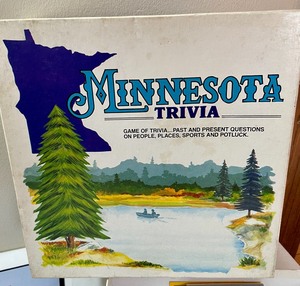 MINNESOTA
TRIVIA
GAME OF TRIVIA...PAST AND PRESENT QUESTIONS
ON PEOPLE, PLACES, SPORTS AND POTLUCK.